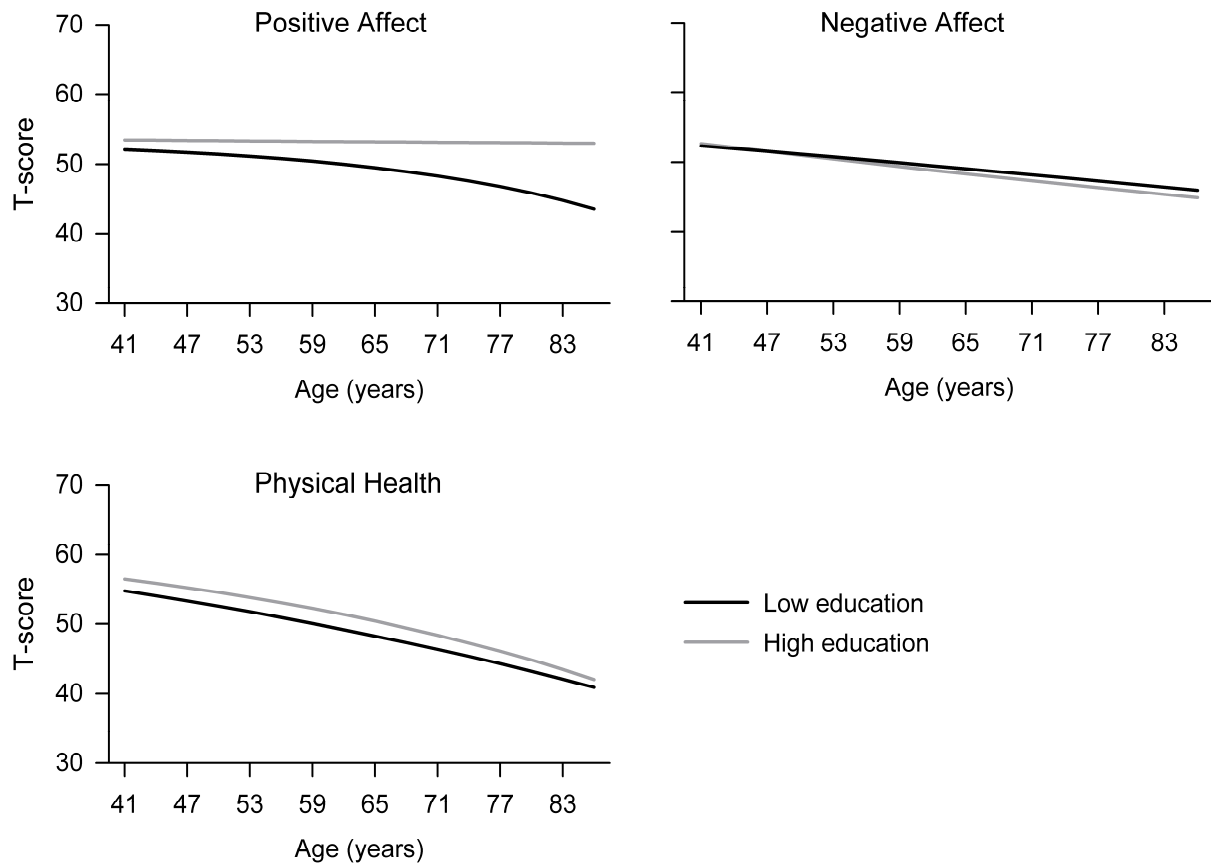 Positive Affect
70
60
50
40
30
T-score
41 47 53 59 65 71 77 83
Age (years)
Negative Affect
41 47 53 59 65 71 77 83
Age (years)
Physical Health
70
60
50
40
30
T-score
41 47 53 59 65 71 77 83
Age (years)
Low education
High education